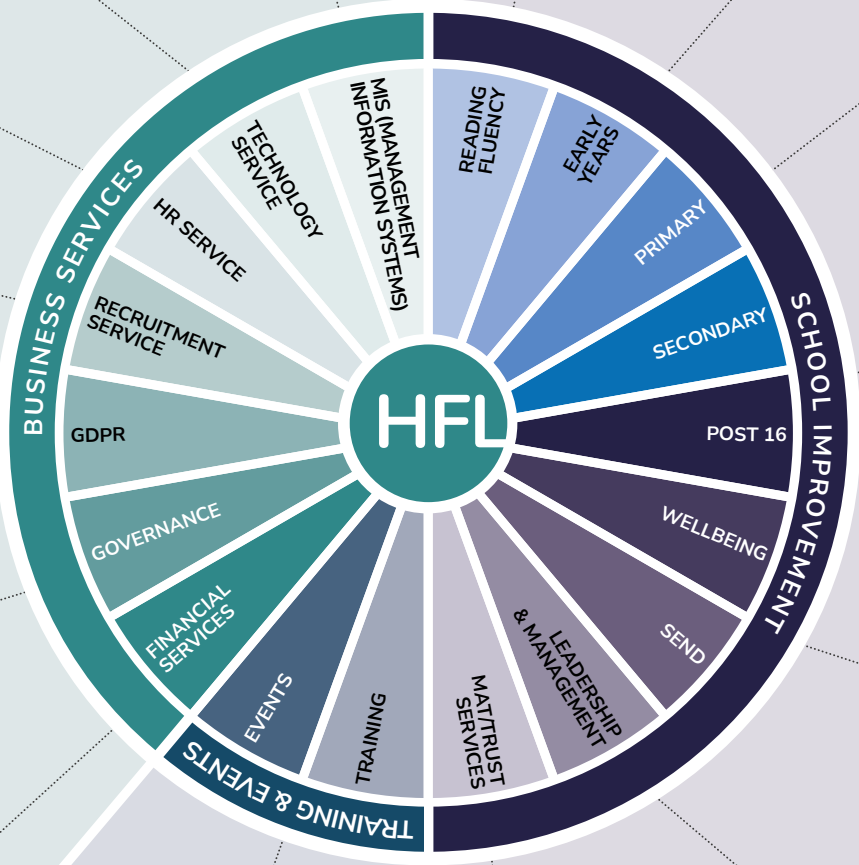 HFL
SCHOOL IMPROVEMENT
READING
FLUENCY
EARLY
YEARS
PRIMARY
SECONDARY
POST 16
WELLBEING
SEND
LEADERSHIP
& MANAGEMENT
MAT/TRUST
SERVICES
TRAINING & EVENTS
TRAINING
EVENTS
BUSINESS SERVICES
FINANCIAL
SERVICES
GOVERNANCE
GDPR
RECRUITMENT
SERVICE
HR SERVICE
TECHNOLOGY
SERVICE
MIS (MANAGEMENT
INFORMATION SYSTEMS)